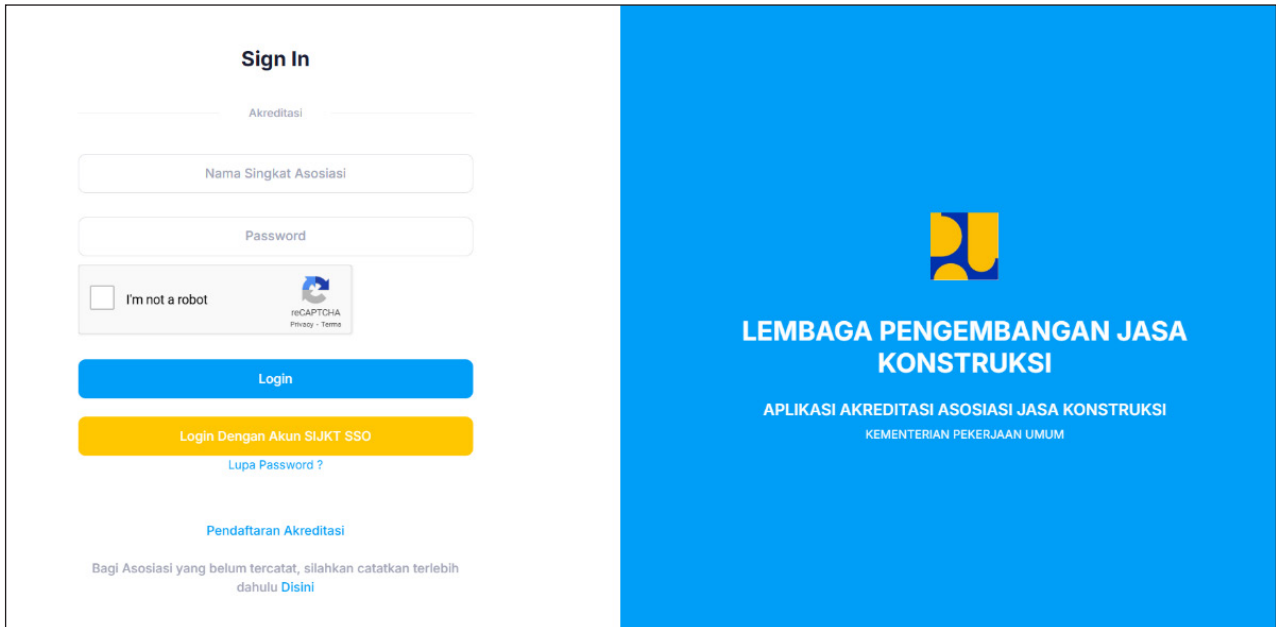 Sign In
Akreditasi
Nama Singkat Asosiasi
Password
I'm not a robot
reCAPTCHA
Privacy - Terms
Login
Login Dengan Akun SIJKT SSO
Lupa Password ?
Pendaftaran Akreditasi
Bagi Asosiasi yang belum tercatat, silahkan catatkan terlebih
dahulu Disini
LEMBAGA PENGEMBANGAN JASA
KONSTRUKSI
APLIKASI AKREDITASI ASOSIASI JASA KONSTRUKSI
KEMENTERIAN PEKERJAAN UMUM